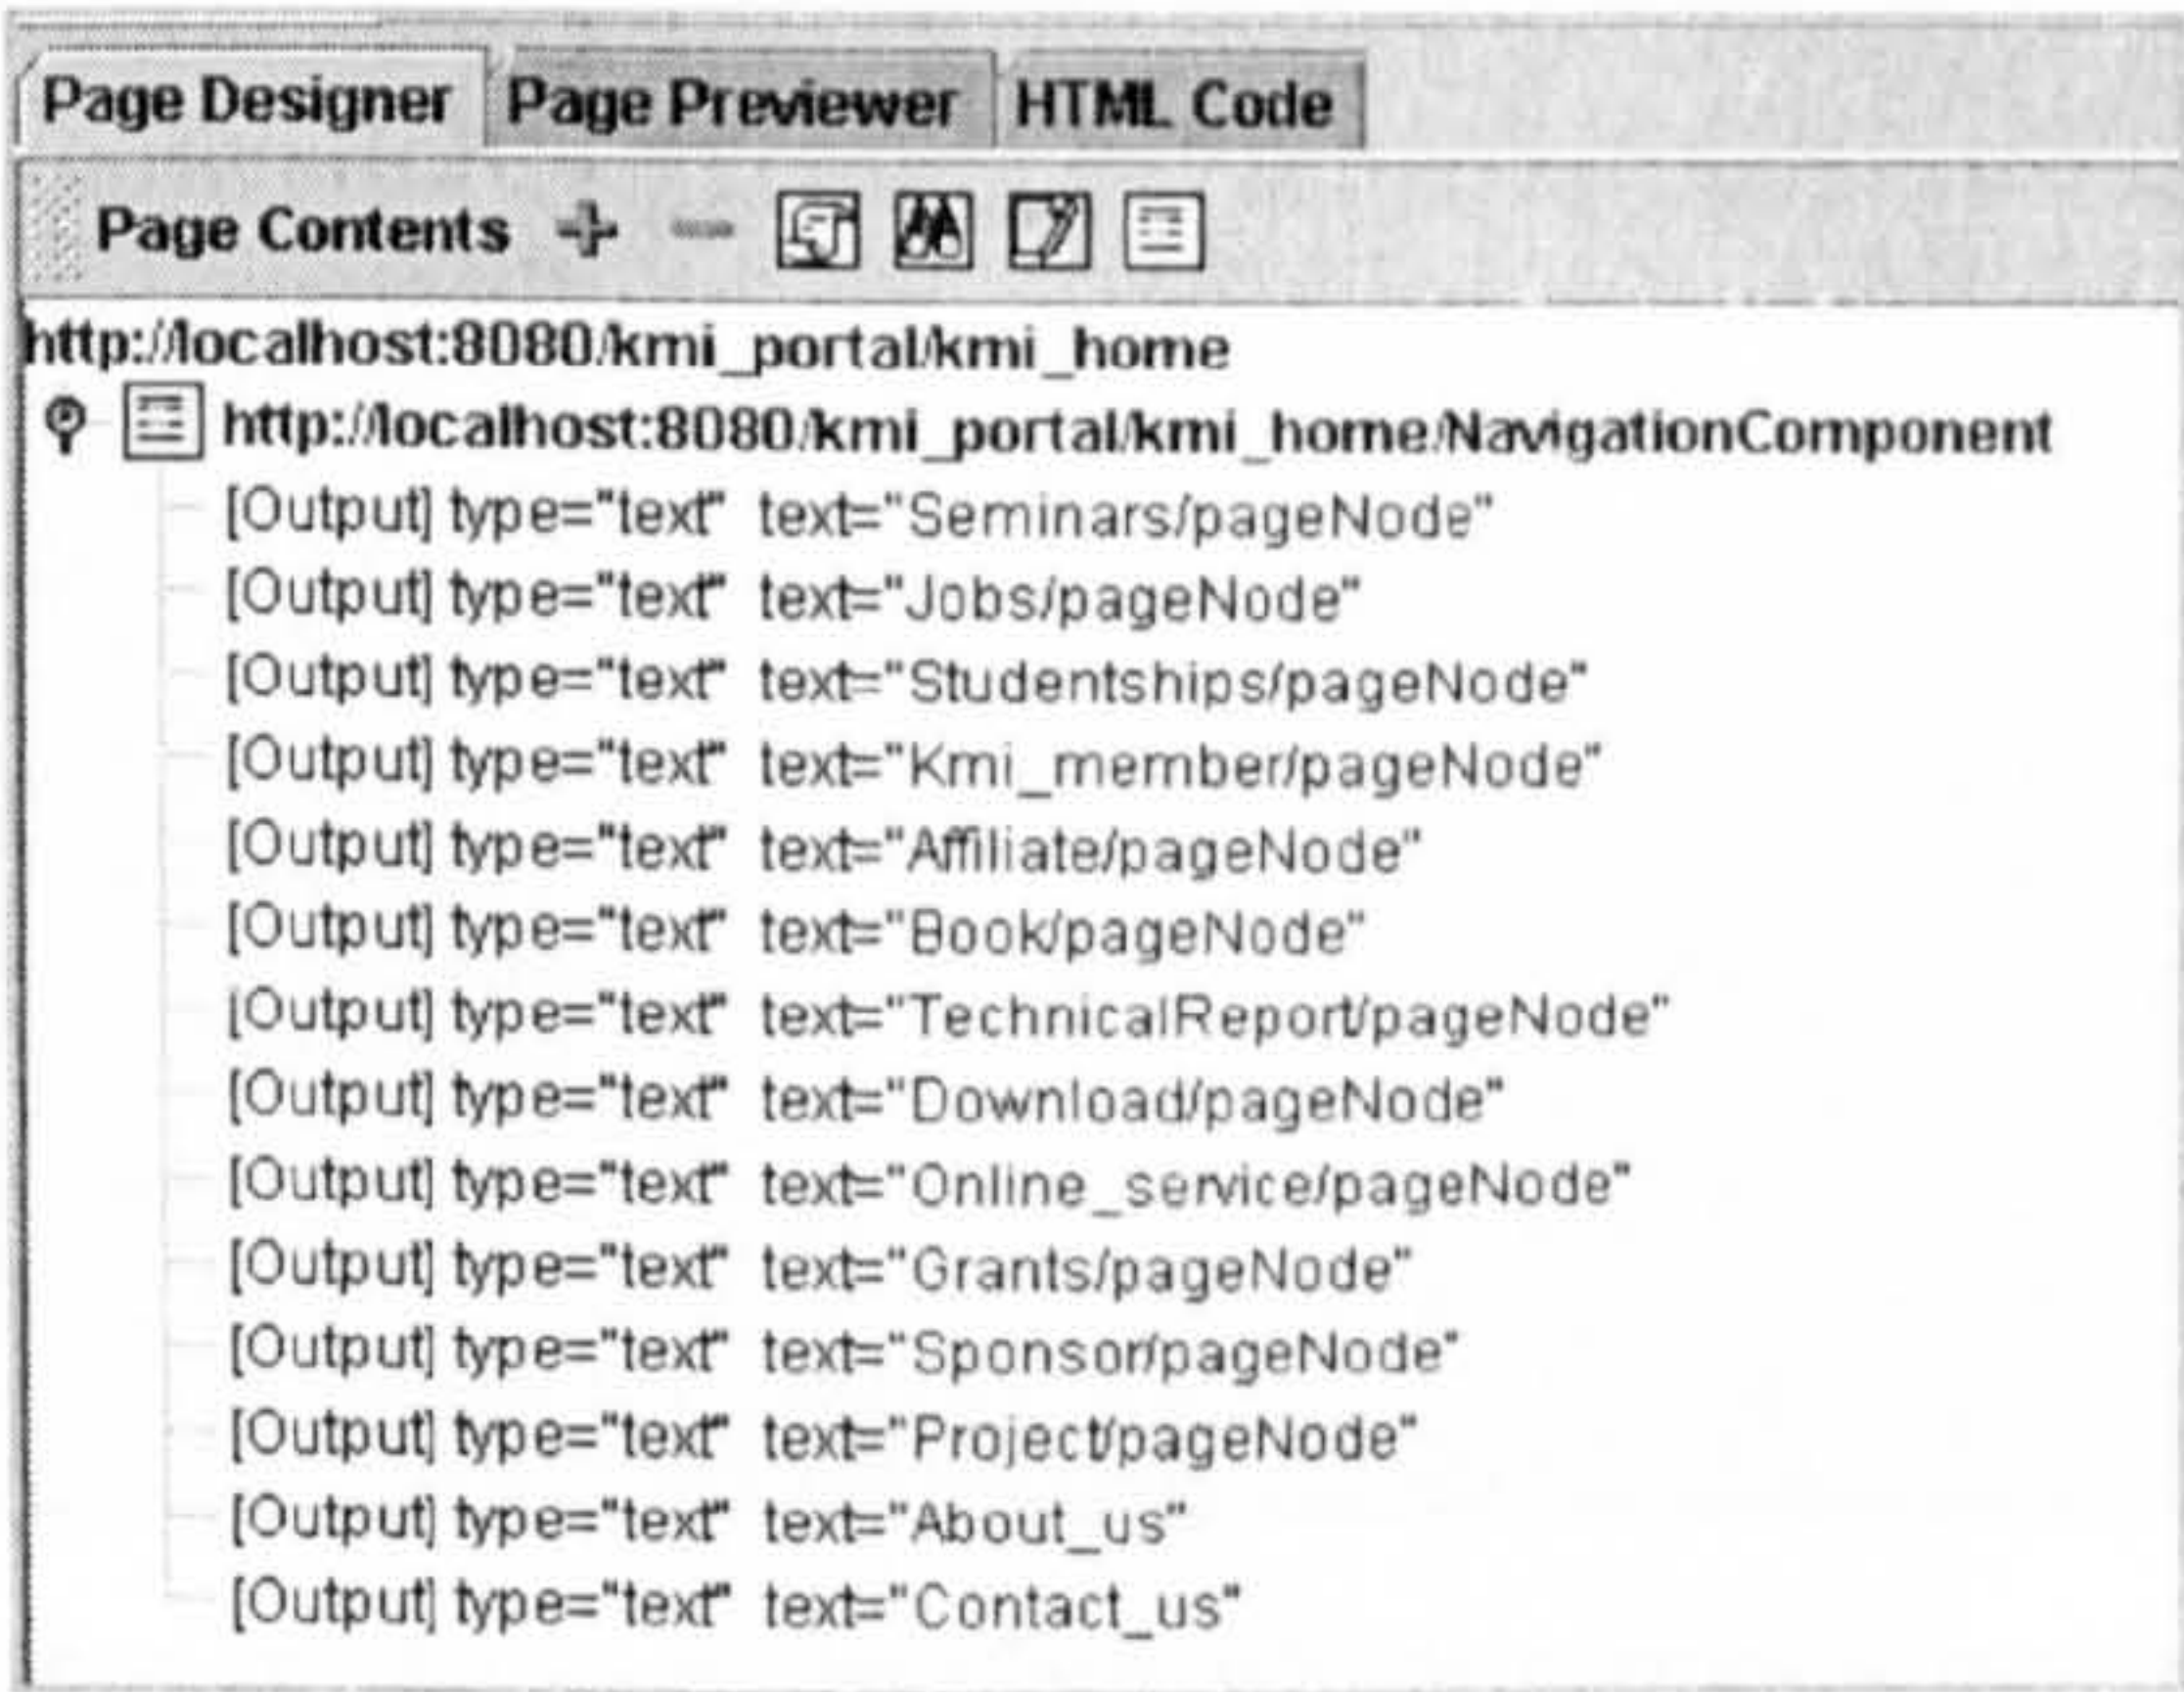 Page Designer Page Previewer HTML Code
Page Contents
http://localhost:8080/kmi_portal/kmi_home
http://localhost:8080/kmi_portal/kmi_home/NavigationComponent
[Output] type="text" text="Seminars/pageNode"
[Output] type="text" text="Jobs/pageNode"
[Output] type="text" text="Studentships/pageNode"
[Output] type="text" text="Kmi_member/pageNode"
[Output] type="text" text="Affiliate/pageNode"
[Output] type="text" text="Book/pageNode"
[Output] type="text" text="TechnicalReport/pageNode"
[Output] type="text" text="Download/pageNode"
[Output] type="text" text="Online_service/pageNode"
[Output] type="text" text="Grants/pageNode"
[Output] type="text" text="Sponsor/pageNode"
[Output] type="text" text="Project/pageNode"
[Output] type="text" text="About_us"
[Output] type="text" text="Contact_us"